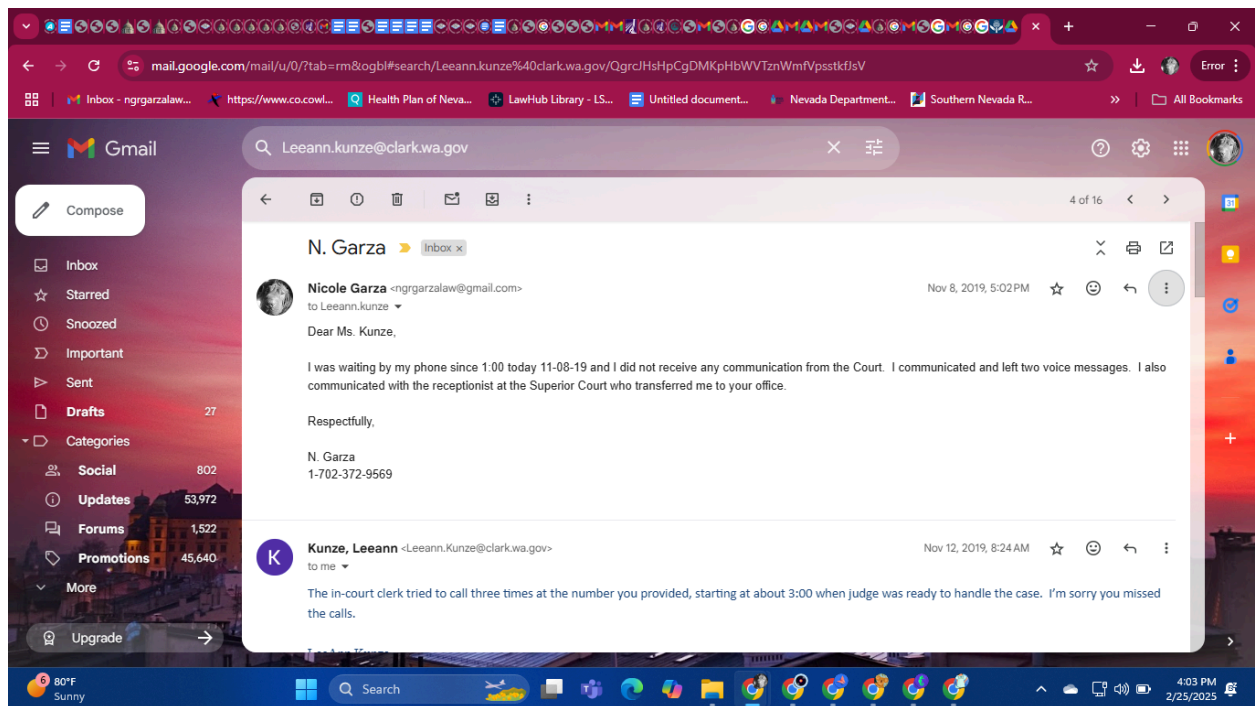 mail.google.com/mail/u/0/?tab=rm&ogbl#search/Leeann.kunze%40clark.wa.gov/QgrcJHsHpCgDMKpHbWVTznWmfVpsstkfJsV
Error
Inbox - ngrgarzalaw...
https://www.co.cowl...
Health Plan of Neva...
LawHub Library - LS...
Untitled document...
Nevada Department...
Southern Nevada R...
All Bookmarks
Gmail
Leeann.kunze@clark.wa.gov
Compose
4 of 16
Inbox
Starred
Snoozed
Important
Sent
Drafts 27
Categories
Social 802
Updates 53,972
Forums 1,522
Promotions 45,640
More
Upgrade
N. Garza
Inbox x
Nicole Garza <ngrgarzalaw@gmail.com>
Nov 8, 2019, 5:02 PM
to Leeann.kunze
Dear Ms. Kunze,
I was waiting by my phone since 1:00 today 11-08-19 and I did not receive any communication from the Court. I communicated and left two voice messages. I also
communicated with the receptionist at the Superior Court who transferred me to your office.
Respectfully,
N. Garza
1-702-372-9569
K
Kunze, Leeann <Leeann.Kunze@clark.wa.gov>
Nov 12, 2019, 8:24 AM
to me
The in-court clerk tried to call three times at the number you provided, starting at about 3:00 when judge was ready to handle the case. I'm sorry you missed
the calls.
LeeAnn Kunze
31
6
80°F
Sunny
Search
4:03 PM
2/25/2025